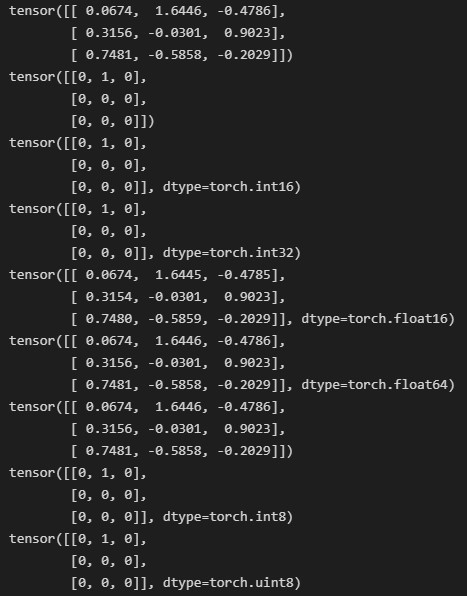 tensor([[ 0.0674,  1.6446, -0.4786],
        [ 0.3156, -0.0301,  0.9023],
        [ 0.7481, -0.5858, -0.2029]])
tensor([[0, 1, 0],
        [0, 0, 0],
        [0, 0, 0]])
tensor([[0, 1, 0],
        [0, 0, 0],
        [0, 0, 0]], dtype=torch.int16)
tensor([[0, 1, 0],
        [0, 0, 0],
        [0, 0, 0]], dtype=torch.int32)
tensor([[ 0.0674,  1.6445, -0.4785],
        [ 0.3154, -0.0301,  0.9023],
        [ 0.7480, -0.5859, -0.2029]], dtype=torch.float16)
tensor([[ 0.0674,  1.6446, -0.4786],
        [ 0.3156, -0.0301,  0.9023],
        [ 0.7481, -0.5858, -0.2029]], dtype=torch.float64)
tensor([[ 0.0674,  1.6446, -0.4786],
        [ 0.3156, -0.0301,  0.9023],
        [ 0.7481, -0.5858, -0.2029]])
tensor([[0, 1, 0],
        [0, 0, 0],
        [0, 0, 0]], dtype=torch.int8)
tensor([[0, 1, 0],
        [0, 0, 0],
        [0, 0, 0]], dtype=torch.uint8)